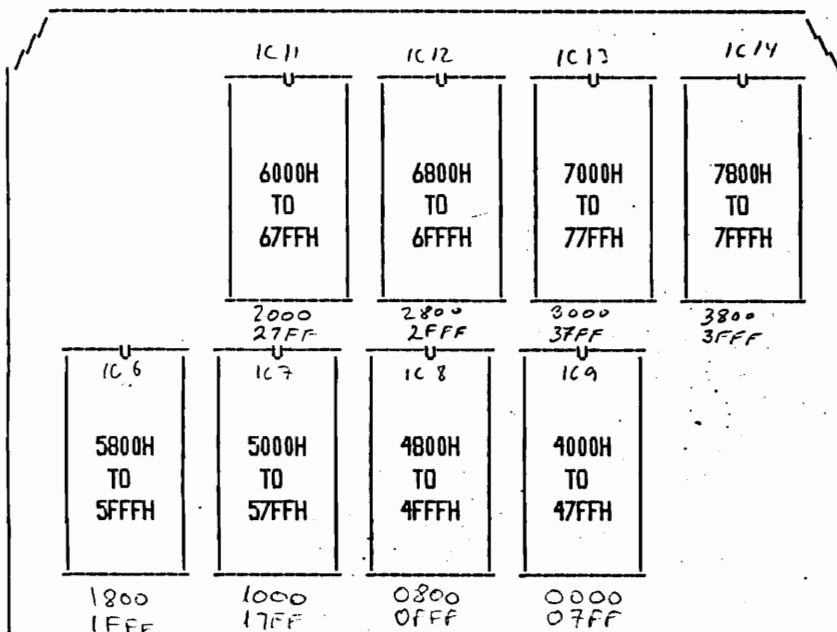 IC11 IC12 IC13 IC14
6000H 6800H 7000H 7800H
TO TO TO TO
67FFH 6FFFH 77FFH 7FFFH
2000 2800 3000 3800
27FF 2FFF 37FF 3FFF
IC6 IC7 IC8 IC9
5800H 5000H 4800H 4000H
TO TO TO TO
5FFFH 57FFH 4FFFH 47FFH
1800 1000 0800 0000
1FFF 17FF 0FFF 07FF